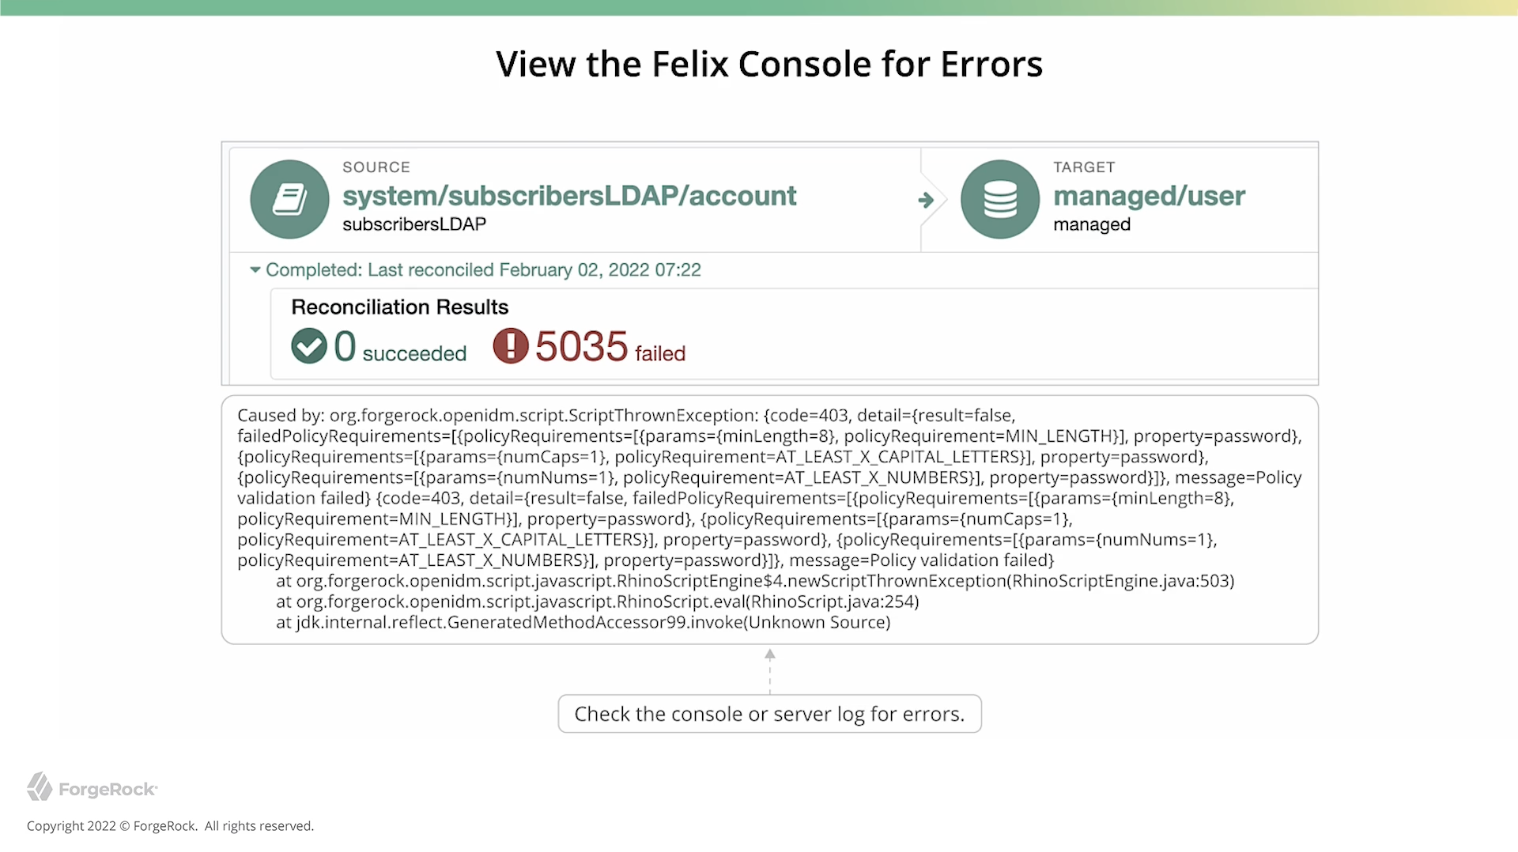 View the Felix Console for Errors
SOURCE
system/subscribersLDAP/account
subscribersLDAP
TARGET
managed/user
managed
Completed: Last reconciled February 02, 2022 07:22
Reconciliation Results
0 succeeded
5035 failed
Caused by: org.forgerock.openidm.script.ScriptThrownException: {code=403, detail={result=false,
failedPolicyRequirements=[{policyRequirements=[{params={minLength=8}, policyRequirement=MIN_LENGTH}], property=password},
{policyRequirements=[{params={numCaps=1}, policyRequirement=AT_LEAST_X_CAPITAL_LETTERS}], property=password},
{policyRequirements=[{params={numNums=1}, policyRequirement=AT_LEAST_X_NUMBERS}], property=password}]}, message=Policy
validation failed} {code=403, detail={result=false, failedPolicyRequirements=[{policyRequirements=[{params={minLength=8},
policyRequirement=MIN_LENGTH}], property=password}, {policyRequirements=[{params={numCaps=1},
policyRequirement=AT_LEAST_X_CAPITAL_LETTERS}], property=password}, {policyRequirements=[{params={numNums=1},
policyRequirement=AT_LEAST_X_NUMBERS}], property=password}]}, message=Policy validation failed}
at org.forgerock.openidm.script.javascript.RhinoScriptEngine$4.newScriptThrownException(RhinoScriptEngine.java:503)
at org.forgerock.openidm.script.javascript.RhinoScript.eval(RhinoScript.java:254)
at jdk.internal.reflect.GeneratedMethodAccessor99.invoke(Unknown Source)
Check the console or server log for errors.
ForgeRock
Copyright 2022 © ForgeRock. All rights reserved.